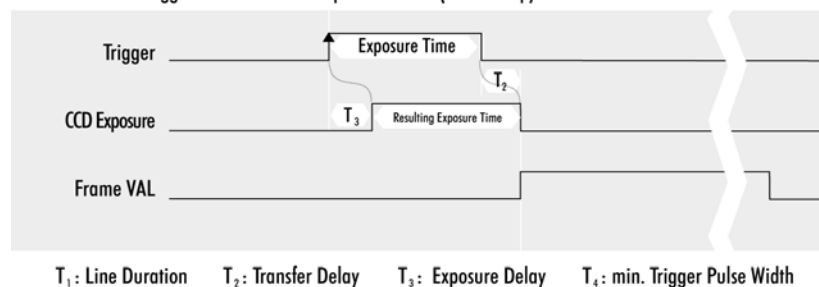 Trigger
Exposure Time
T₂
CCD Exposure
T₃
Resulting Exposure Time
Frame VAL
T₁: Line Duration T₂: Transfer Delay T₃: Exposure Delay T₄: min. Trigger Pulse Width